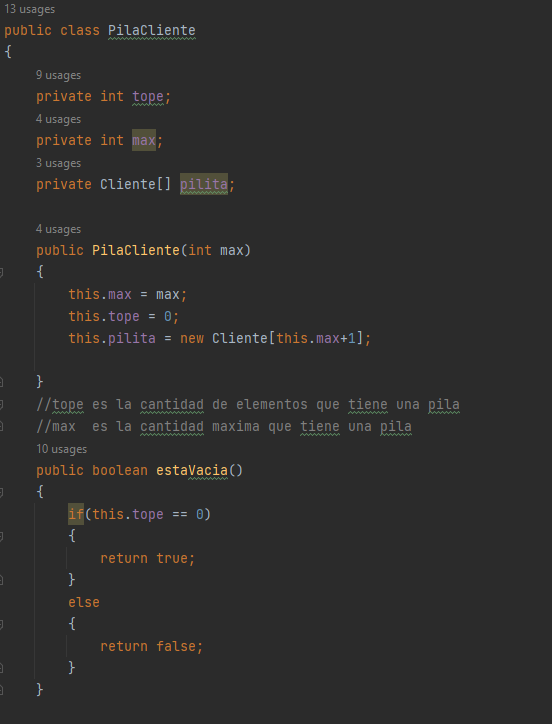 13 usages
public class PilaCliente
{
9 usages
private int tope;
4 usages
private int max;
3 usages
private Cliente[] pilita;
4 usages
public PilaCliente(int max)
{
this.max = max;
this.tope = 0;
this.pilita = new Cliente[this.max+1];
}
//tope es la cantidad de elementos que tiene una pila
//max  es la cantidad maxima que tiene una pila
10 usages
public boolean estaVacia()
{
if(this.tope == 0)
{
return true;
}
else
{
return false;
}
}